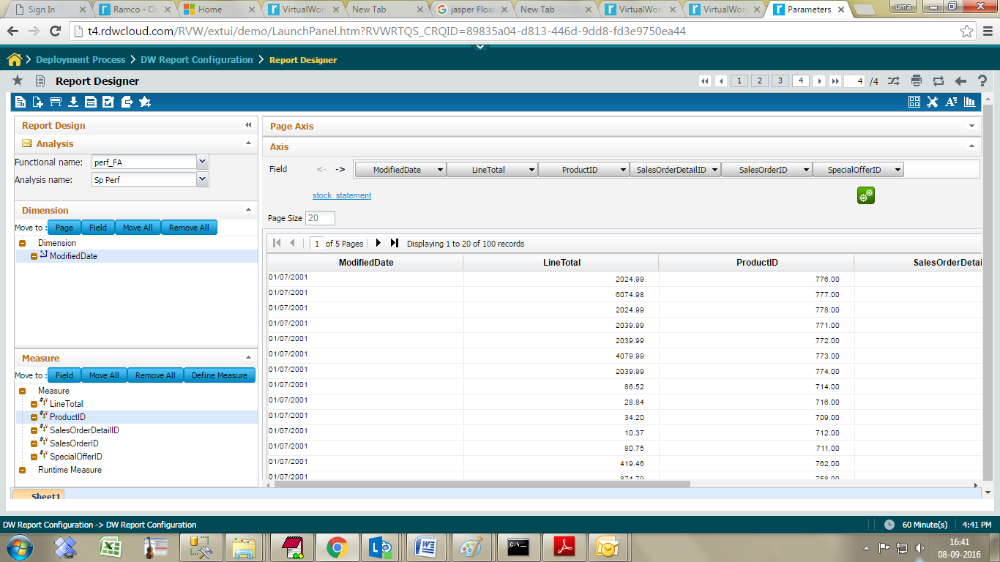 Sign In
Ramco - Or
Home
VirtualWorl
New Tab
jasper Float
New Tab
VirtualWorl
VirtualWorl
Parameters
uma
t4.rdwcloud.com/RVW/extui/demo/LaunchPanel.htm?RVWRTQS_CRQID=89835a04-d813-446d-9dd8-fd3e9750ea44
Deployment Process > DW Report Configuration > Report Designer
Report Designer
1 2 3 4 4 /4
Report Design
Analysis
Functional name: perf_FA
Analysis name: Sp Perf
Dimension
Move to : Page Field Move All Remove All
Dimension
ModifiedDate
Measure
Move to : Field Move All Remove All Define Measure
Measure
LineTotal
ProductID
SalesOrderDetailID
SalesOrderID
SpecialOfferID
Runtime Measure
Sheet1
Page Axis
Axis
Field <- -> ModifiedDate LineTotal ProductID SalesOrderDetailID SalesOrderID SpecialOfferID
stock_statement
Page Size 20
1 of 5 Pages Displaying 1 to 20 of 100 records
ModifiedDate LineTotal ProductID SalesOrderDetai
01/07/2001 2024.99 776.00
01/07/2001 6074.98 777.00
01/07/2001 2024.99 778.00
01/07/2001 2039.99 771.00
01/07/2001 2039.99 772.00
01/07/2001 4079.99 773.00
01/07/2001 2039.99 774.00
01/07/2001 86.52 714.00
01/07/2001 28.84 716.00
01/07/2001 34.20 709.00
01/07/2001 10.37 712.00
01/07/2001 80.75 711.00
01/07/2001 419.46 762.00
01/07/2001 874.79 758.00
DW Report Configuration -> DW Report Configuration
60 Minute(s) 4:41 PM
C:\.
16:41
08-09-2016